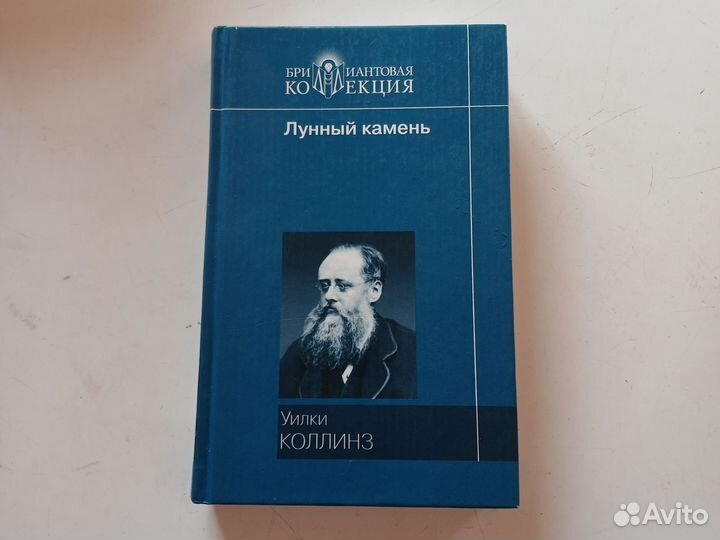 БРИЛЛИАНТОВАЯ
КОЛЛЕКЦИЯ
Лунный камень
Уилки
КОЛЛИНЗ
Avito